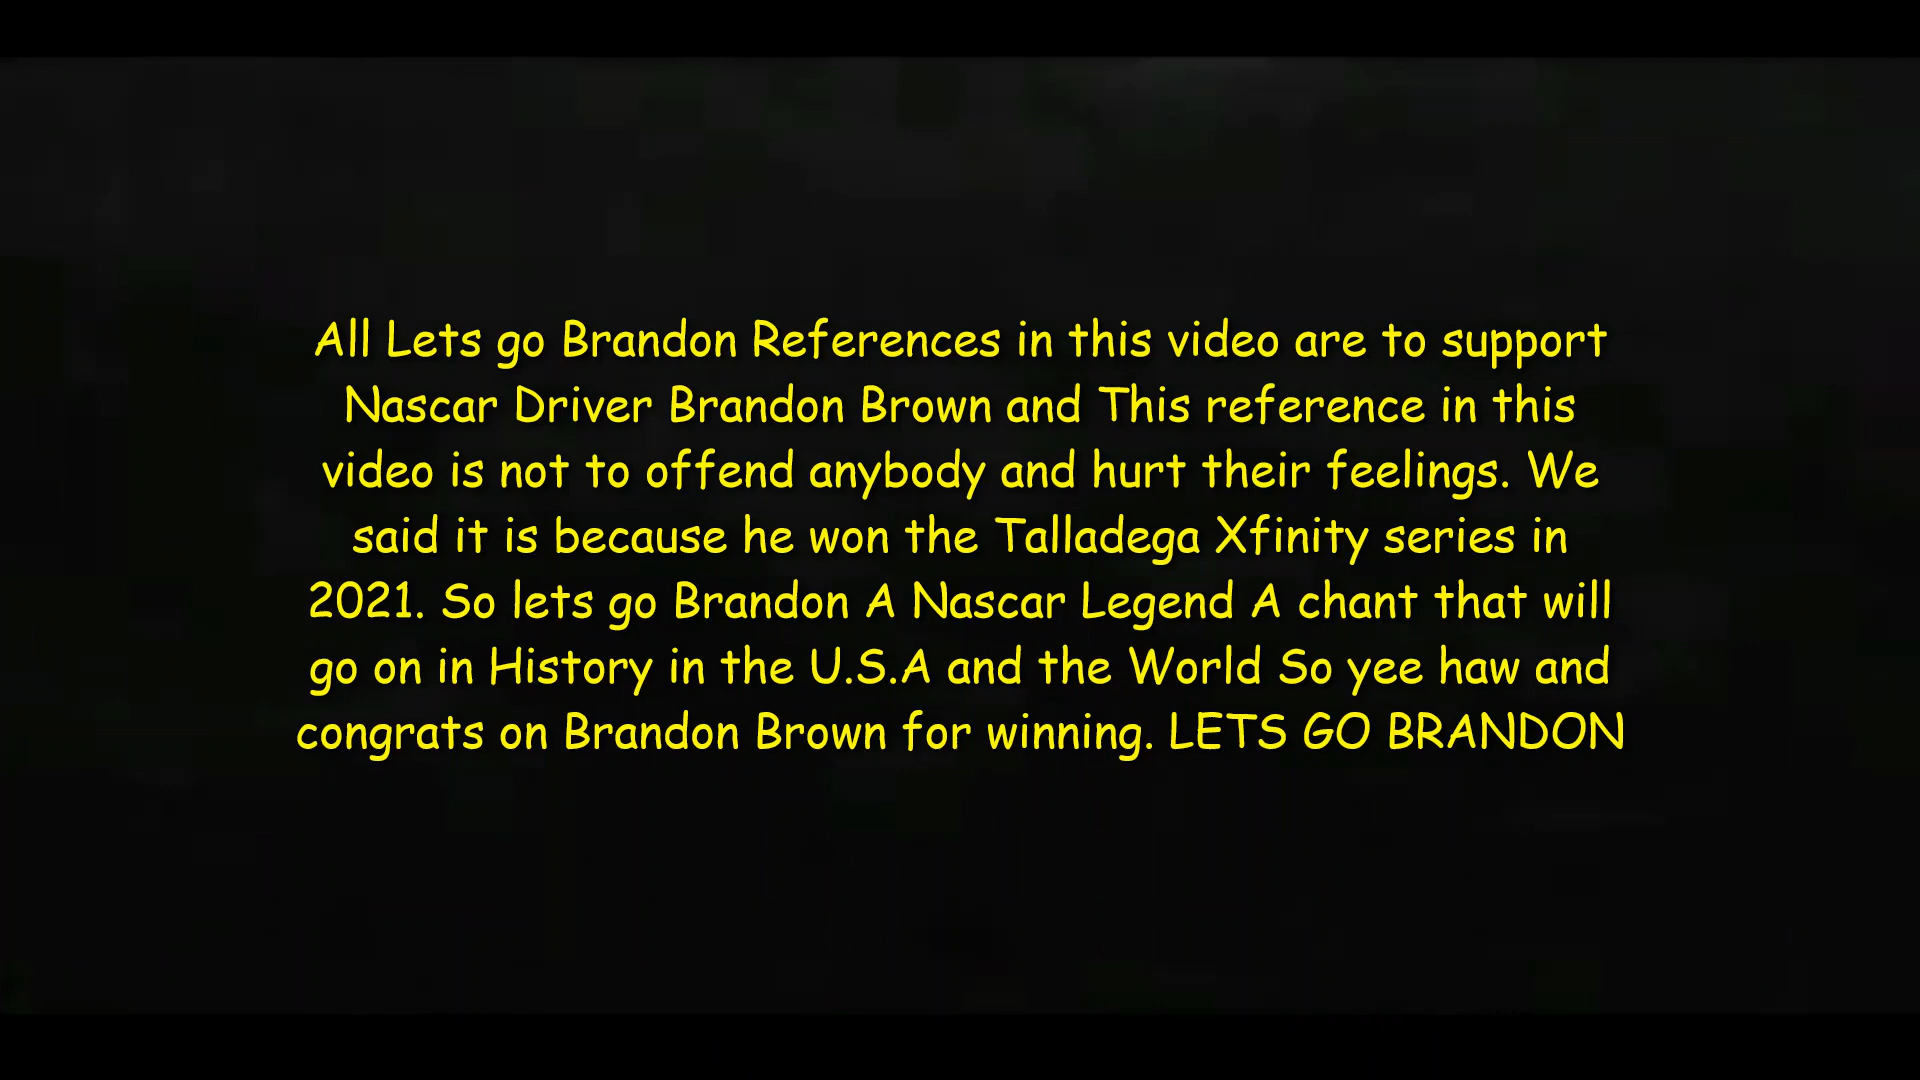 All Lets go Brandon References in this video are to support
Nascar Driver Brandon Brown and This reference in this
video is not to offend anybody and hurt their feelings. We
said it is because he won the Talladega Xfinity series in
2021. So lets go Brandon A Nascar Legend A chant that will
go on in History in the U.S.A and the World So yee haw and
congrats on Brandon Brown for winning. LETS GO BRANDON